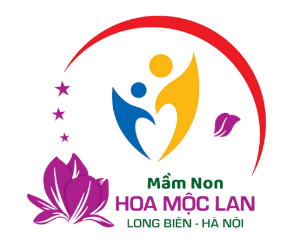 Mầm Non
HOA MỘC LAN
LONG BIÊN - HÀ NỘI